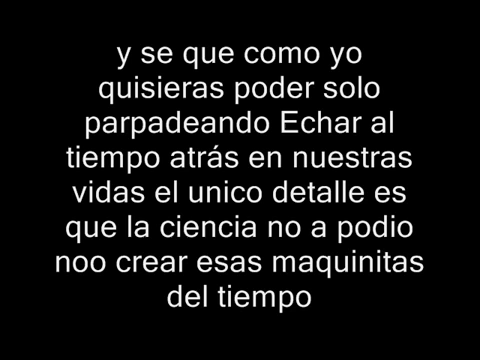 y se que como yo
quisieras poder solo
parpadeando Echar al
tiempo atrás en nuestras
vidas el unico detalle es
que la ciencia no a podio
noo crear esas maquinitas
del tiempo